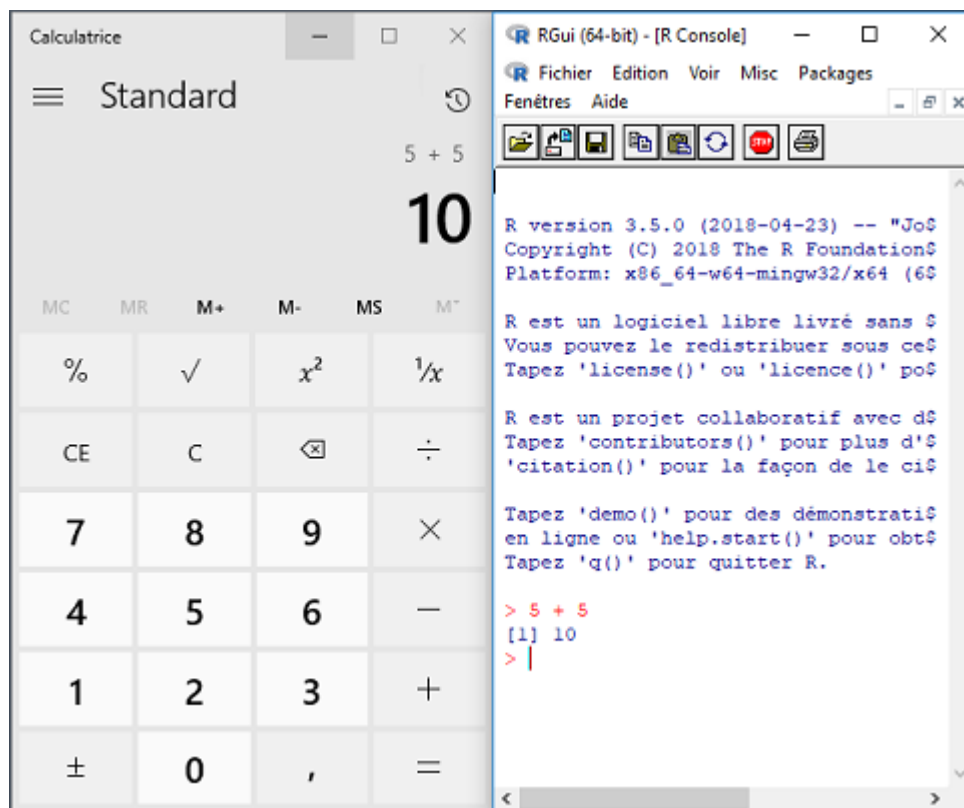 Calculatrice
Standard
5 + 5
10
MC MR M+ M- MS M˅
% √ x² ¹/x
CE C ÷
7 8 9 ×
4 5 6 −
1 2 3 +
± 0 , =
RGui (64-bit) - [R Console]
Fichier Edition Voir Misc Packages
Fenêtres Aide
STOP
R version 3.5.0 (2018-04-23) -- "Jo$
Copyright (C) 2018 The R Foundation$
Platform: x86_64-w64-mingw32/x64 (6$
R est un logiciel libre livré sans $
Vous pouvez le redistribuer sous ce$
Tapez 'license()' ou 'licence()' po$
R est un projet collaboratif avec d$
Tapez 'contributors()' pour plus d'$
'citation()' pour la façon de le ci$
Tapez 'demo()' pour des démonstrati$
en ligne ou 'help.start()' pour obt$
Tapez 'q()' pour quitter R.
> 5 + 5
[1] 10
>